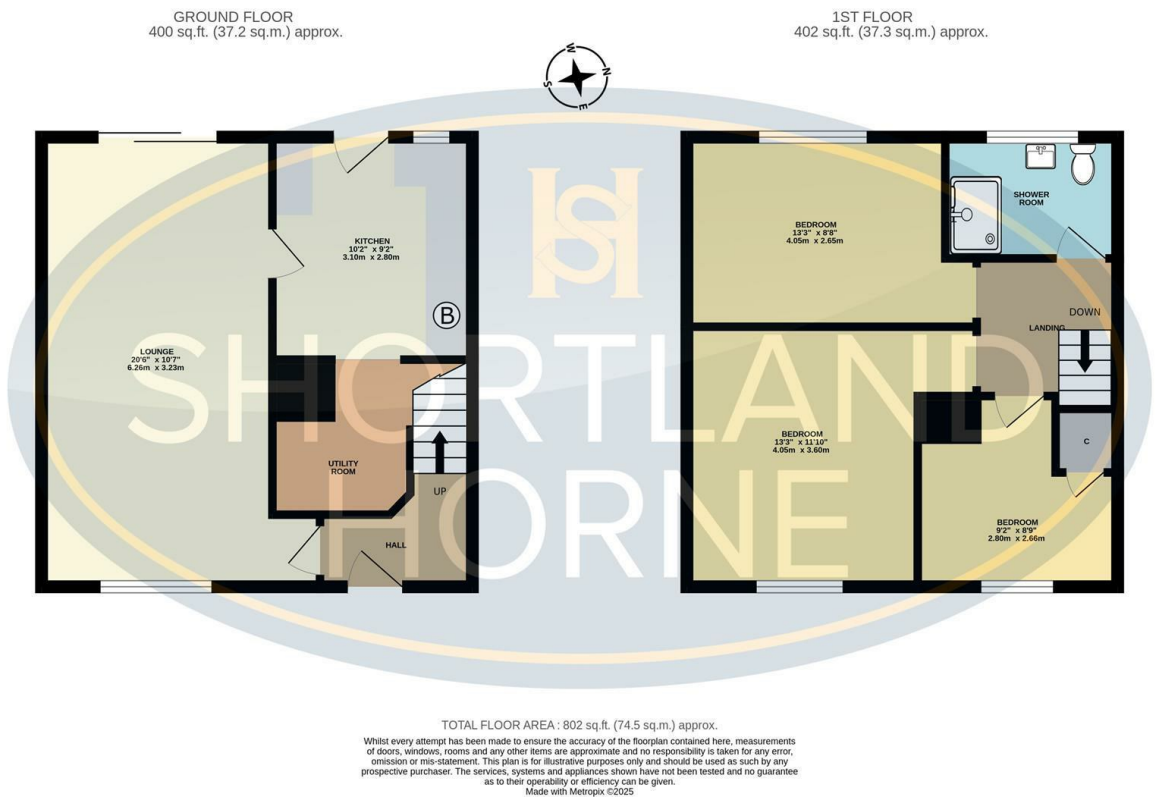 GROUND FLOOR
400 sq.ft. (37.2 sq.m.) approx.
1ST FLOOR
402 sq.ft. (37.3 sq.m.) approx.
W
N
S
E
HS
SHORTLAND
HORNE
KITCHEN
10'2" x 9'2"
3.10m x 2.80m
B
LOUNGE
20'6" x 10'7"
6.26m x 3.23m
UTILITY
ROOM
UP
HALL
SHOWER
ROOM
BEDROOM
13'3" x 8'8"
4.05m x 2.65m
DOWN
LANDING
BEDROOM
13'3" x 11'10"
4.05m x 3.60m
C
BEDROOM
9'2" x 8'9"
2.80m x 2.66m
TOTAL FLOOR AREA : 802 sq.ft. (74.5 sq.m.) approx.
Whilst every attempt has been made to ensure the accuracy of the floorplan contained here, measurements
of doors, windows, rooms and any other items are approximate and no responsibility is taken for any error,
omission or mis-statement. This plan is for illustrative purposes only and should be used as such by any
prospective purchaser. The services, systems and appliances shown have not been tested and no guarantee
as to their operability or efficiency can be given.
Made with Metropix ©2025